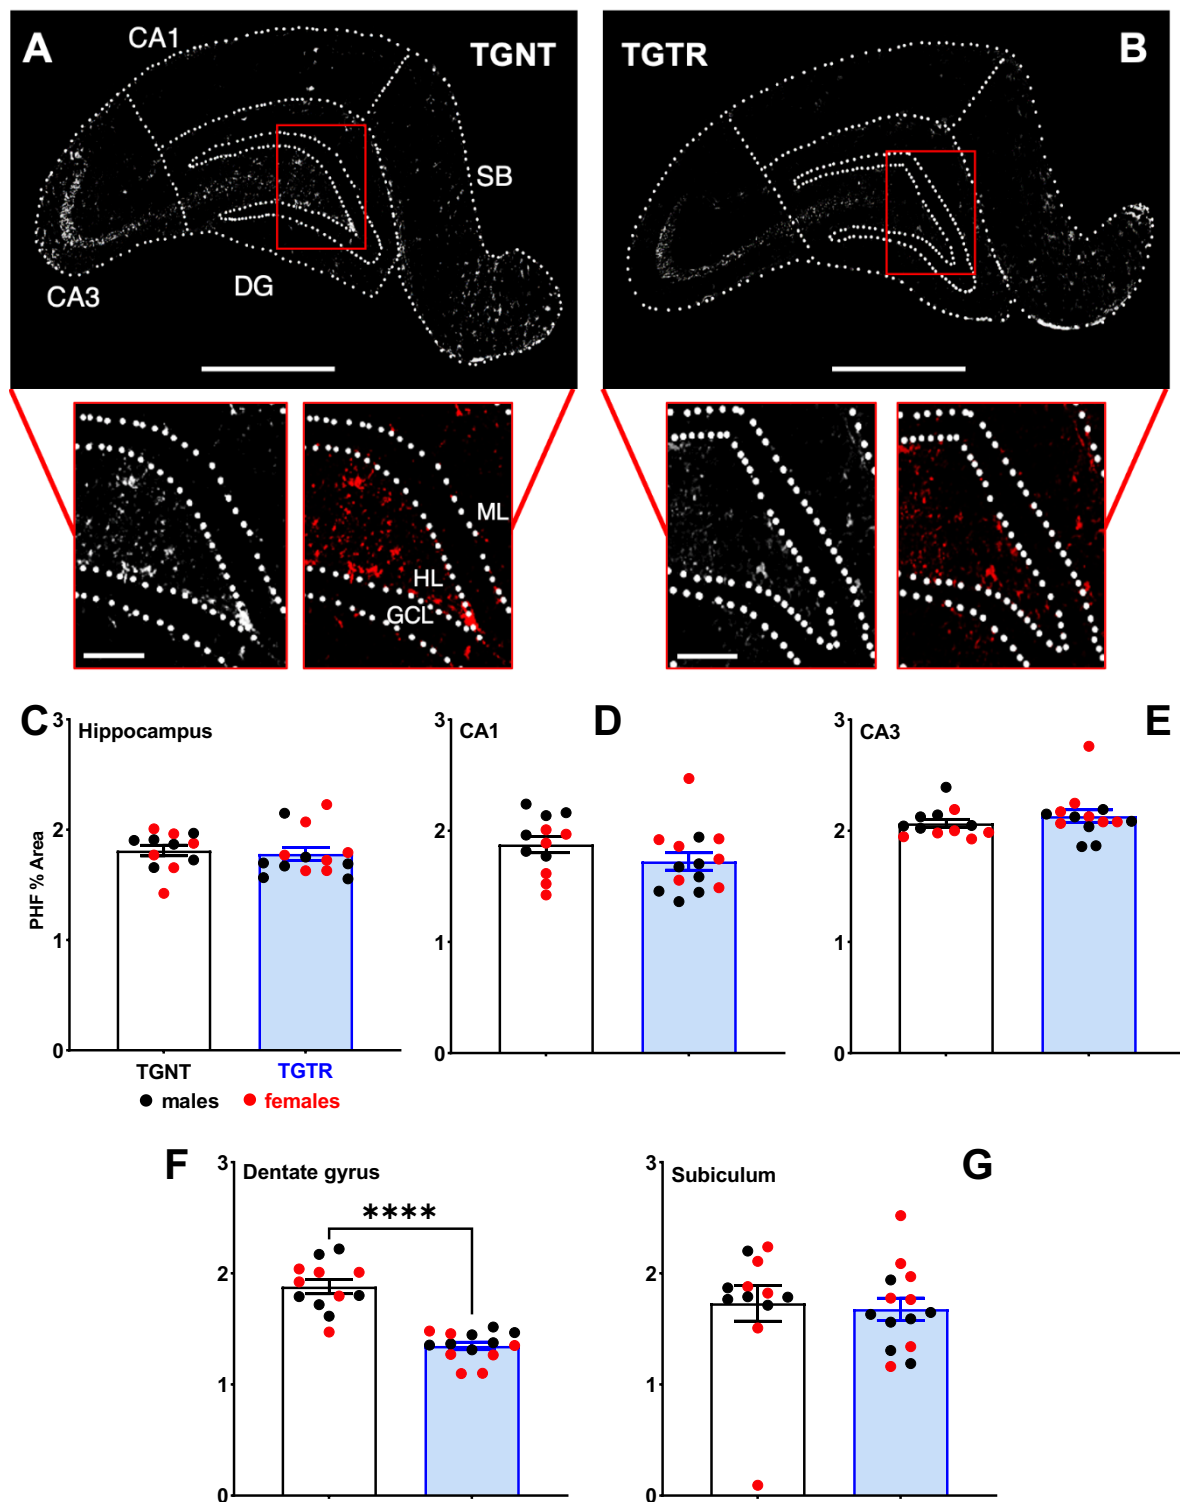 A
CA1
TGNT
SB
CA3
DG
TGTR
B
ML
HL
GCL
C
3
Hippocampus
2
1
0
PHF % Area
TGNT
TGTR
males
females
3
CA1
D
2
1
0
3
CA3
E
2
1
0
F
3
Dentate gyrus
****
2
1
0
3
Subiculum
G
2
1
0